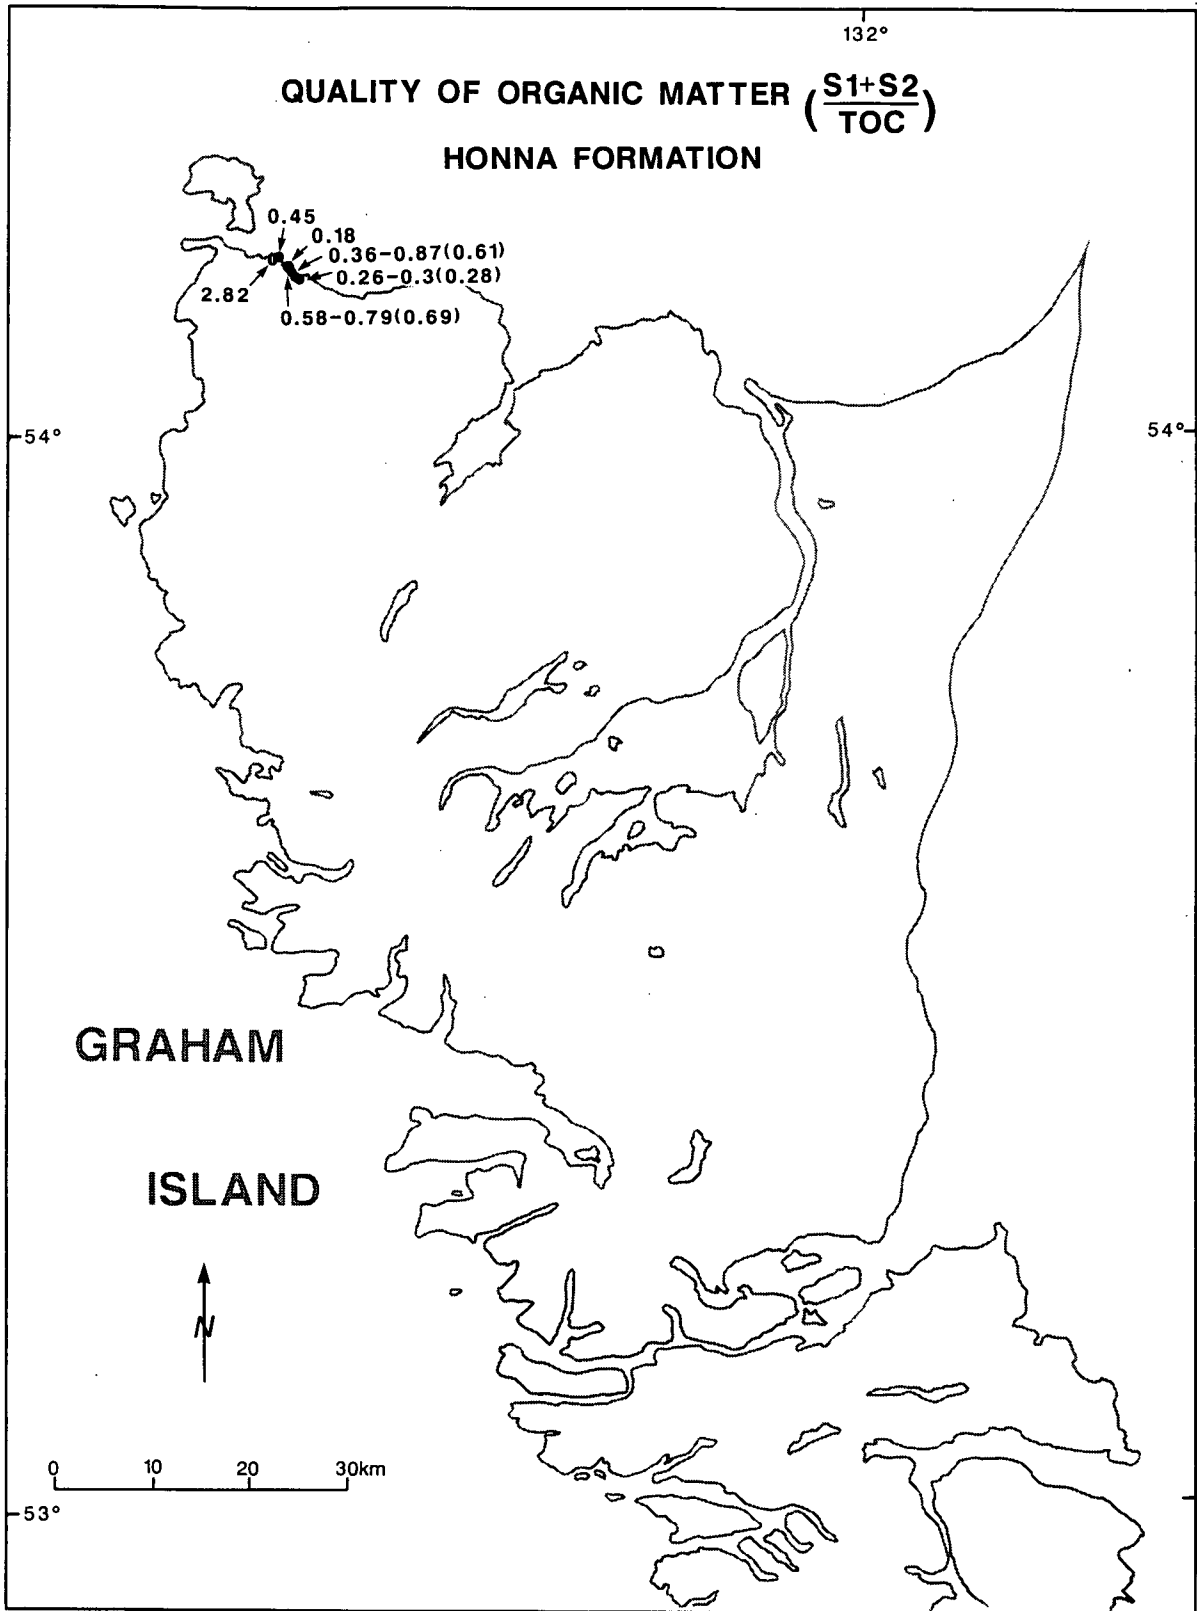 132°
QUALITY OF ORGANIC MATTER (S1+S2/TOC)
HONNA FORMATION
0.45
0.18
0.36-0.87(0.61)
0.26-0.3(0.28)
2.82
0.58-0.79(0.69)
54°
54°
GRAHAM
ISLAND
N
0 10 20 30km
53°